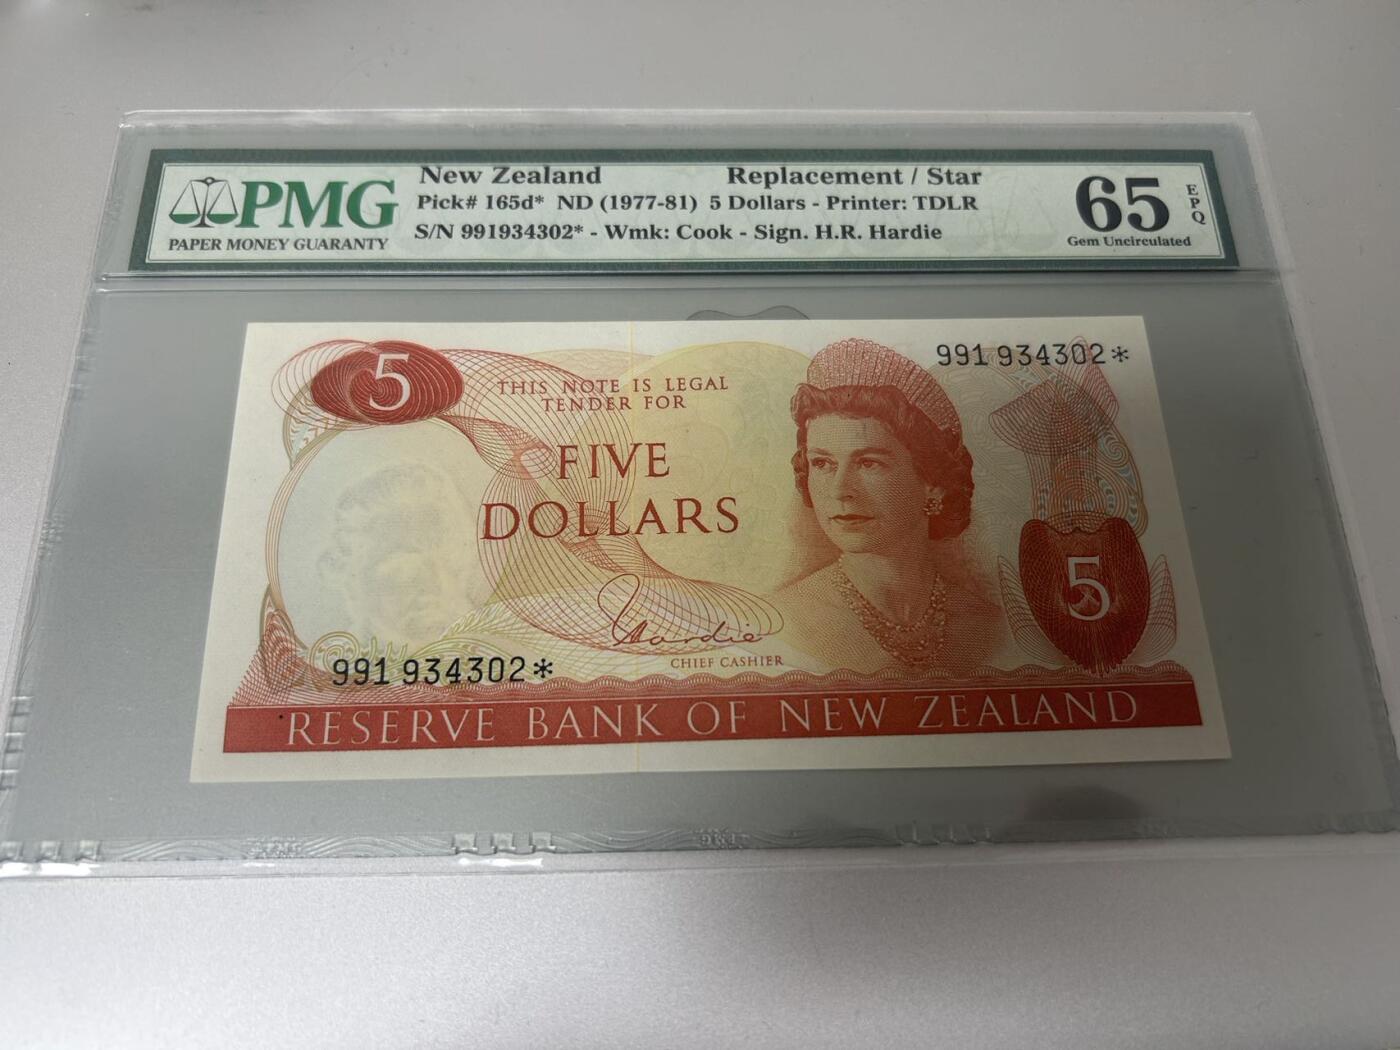 PMG
PAPER MONEY GUARANTY
New Zealand Replacement / Star
Pick# 165d* ND (1977-81) 5 Dollars - Printer: TDLR
S/N 991934302* - Wmk: Cook - Sign. H.R. Hardie
65
EPQ
Gem Uncirculated
5
991 934302*
THIS NOTE IS LEGAL
TENDER FOR
FIVE
DOLLARS
5
Hardie
CHIEF CASHIER
991 934302*
RESERVE BANK OF NEW ZEALAND